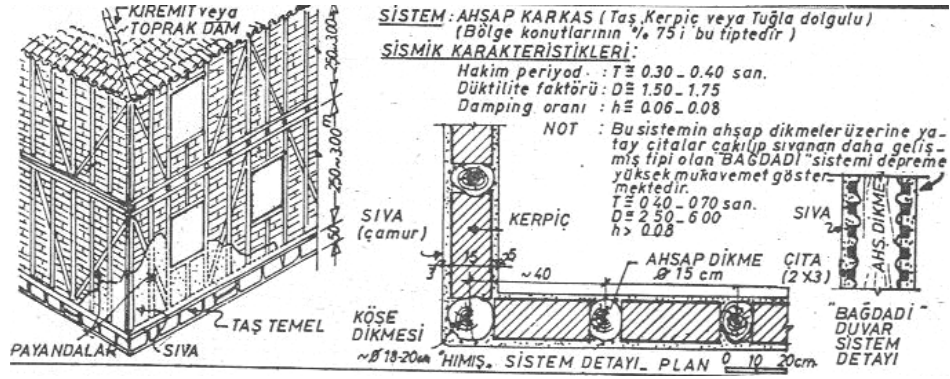 KİREMİT veya
TOPRAK DAM
250~300
250~300 m
50
PAYANDALAR
SIVA
TAŞ TEMEL
SİSTEM : AHŞAP KARKAS (Taş, Kerpiç veya Tuğla dolgulu)
(Bölge konutlarının % 75 i bu tiptedir)
SİSMİK KARAKTERİSTİKLERİ :
Hakim periyod : T ≅ 0.30 _ 0.40 san.
Düktilite faktörü : D ≅ 1.50 _ 1.75
Damping oranı : h ≅ 0.06 _ 0.08
NOT : Bu sistemin ahşap dikmeler üzerine ya-
tay çıtalar çakılıp sıvanan daha geliş-
miş tipi olan "BAĞDADİ" sistemi depreme
yüksek mukavemet göster
mektedir.
T ≅ 0.40 _ 0.70 san.
D ≅ 2.50 _ 6.00
h > 0.08
SIVA
(çamur)
KERPİÇ
15
~40
AHŞAP DİKME
Ø 15 cm
KÖŞE
DİKMESİ
~Ø 18-20cm
"HIMIŞ" SİSTEM DETAYI _ PLAN
0 10 20cm.
SIVA
AHŞ. DİKME
ÇITA
(2X3)
"BAĞDADİ"
DUVAR
SİSTEM
DETAYI